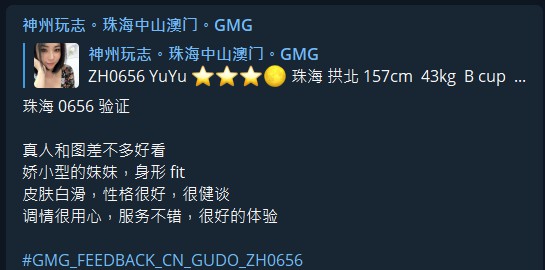 神州玩志。珠海中山澳门。GMG
神州玩志。珠海中山澳门。GMG
ZH0656 YuYu ⭐⭐⭐🌕 珠海 拱北 157cm 43kg B cup ...
珠海 0656 验证
真人和图差不多好看
娇小型的妹妹，身形 fit
皮肤白滑，性格很好，很健谈
调情很用心，服务不错，很好的体验
#GMG_FEEDBACK_CN_GUDO_ZH0656